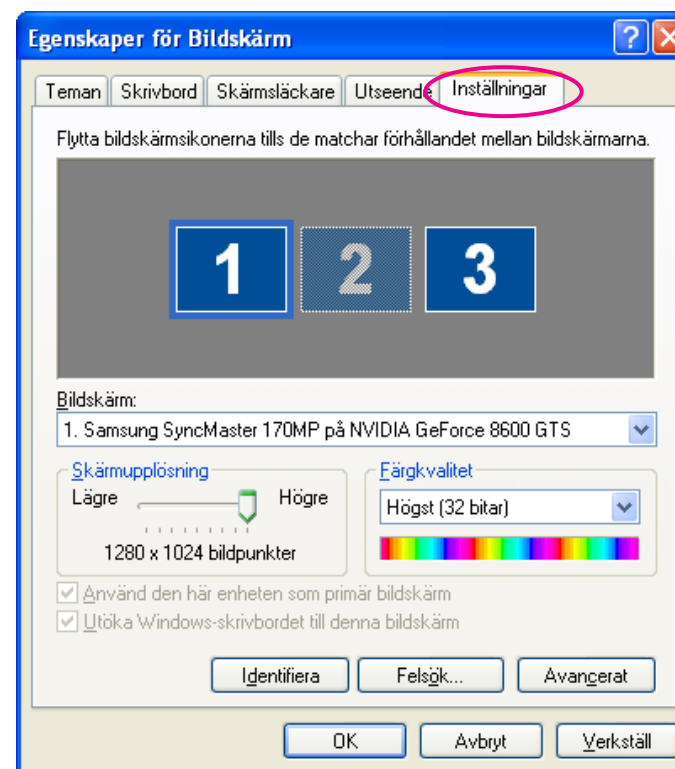 Egenskaper för Bildskärm
Teman Skrivbord Skärmsläckare Utseende Inställningar
Flytta bildskärmsikonerna tills de matchar förhållandet mellan bildskärmarna.
1 2 3
Bildskärm:
1. Samsung SyncMaster 170MP på NVIDIA GeForce 8600 GTS
Skärmupplösning
Lägre Högre
1280 x 1024 bildpunkter
Färgkvalitet
Högst (32 bitar)
Använd den här enheten som primär bildskärm
Utöka Windows-skrivbordet till denna bildskärm
Identifiera Felsök... Avancerat
OK Avbryt Verkställ